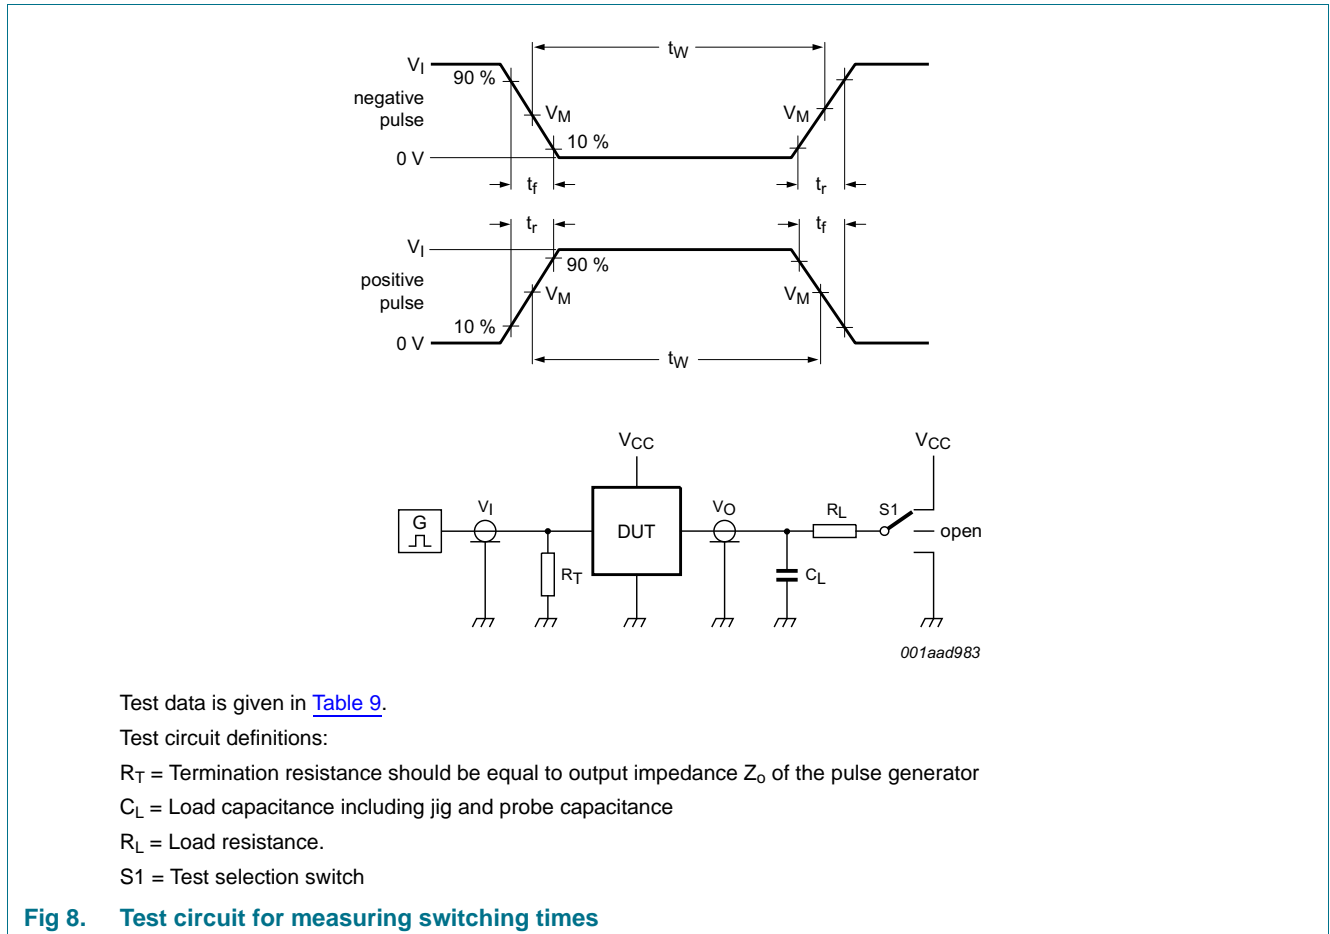 tW
VI
90 %
negative
pulse
VM
VM
10 %
0 V
tf
tr
tr
tf
VI
90 %
positive
pulse
VM
VM
10 %
0 V
tW
VCC
VCC
G
VI
DUT
VO
RL
S1
open
RT
CL
001aad983
Test data is given in Table 9.
Test circuit definitions:
RT = Termination resistance should be equal to output impedance Zo of the pulse generator
CL = Load capacitance including jig and probe capacitance
RL = Load resistance.
S1 = Test selection switch
Fig 8. Test circuit for measuring switching times